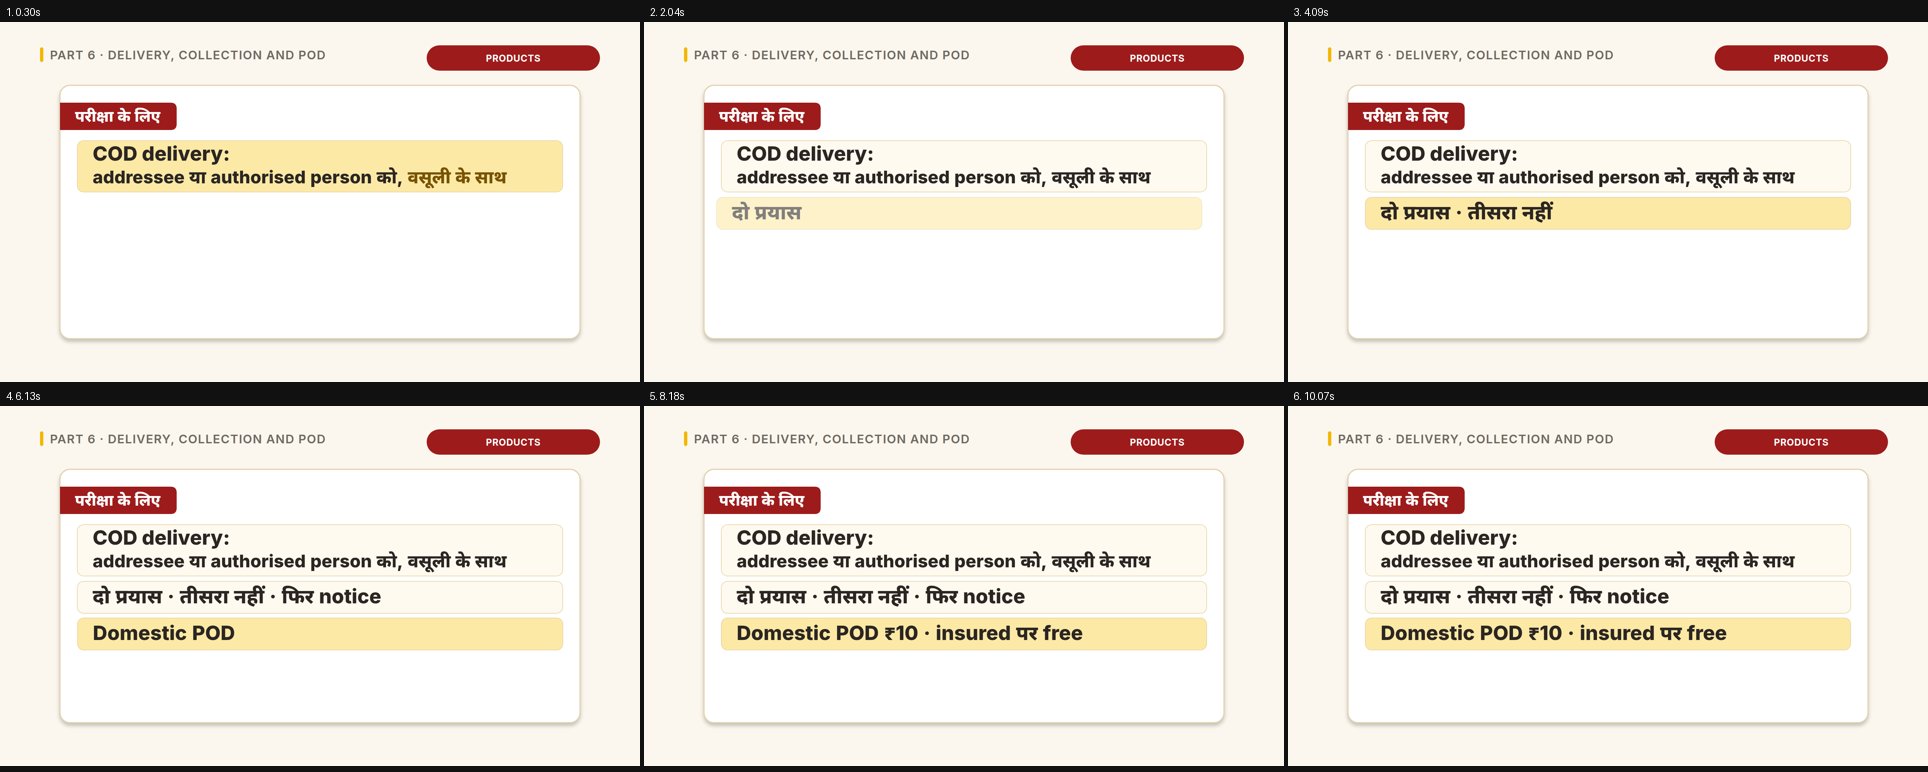 1. 0.30s
PART 6 · DELIVERY, COLLECTION AND POD
PRODUCTS
परीक्षा के लिए
COD delivery:
addressee या authorised person को, वसूली के साथ
2. 2.04s
PART 6 · DELIVERY, COLLECTION AND POD
PRODUCTS
परीक्षा के लिए
COD delivery:
addressee या authorised person को, वसूली के साथ
दो प्रयास
3. 4.09s
PART 6 · DELIVERY, COLLECTION AND POD
PRODUCTS
परीक्षा के लिए
COD delivery:
addressee या authorised person को, वसूली के साथ
दो प्रयास · तीसरा नहीं
4. 6.13s
PART 6 · DELIVERY, COLLECTION AND POD
PRODUCTS
परीक्षा के लिए
COD delivery:
addressee या authorised person को, वसूली के साथ
दो प्रयास · तीसरा नहीं · फिर notice
Domestic POD
5. 8.18s
PART 6 · DELIVERY, COLLECTION AND POD
PRODUCTS
परीक्षा के लिए
COD delivery:
addressee या authorised person को, वसूली के साथ
दो प्रयास · तीसरा नहीं · फिर notice
Domestic POD ₹10 · insured पर free
6. 10.07s
PART 6 · DELIVERY, COLLECTION AND POD
PRODUCTS
परीक्षा के लिए
COD delivery:
addressee या authorised person को, वसूली के साथ
दो प्रयास · तीसरा नहीं · फिर notice
Domestic POD ₹10 · insured पर free